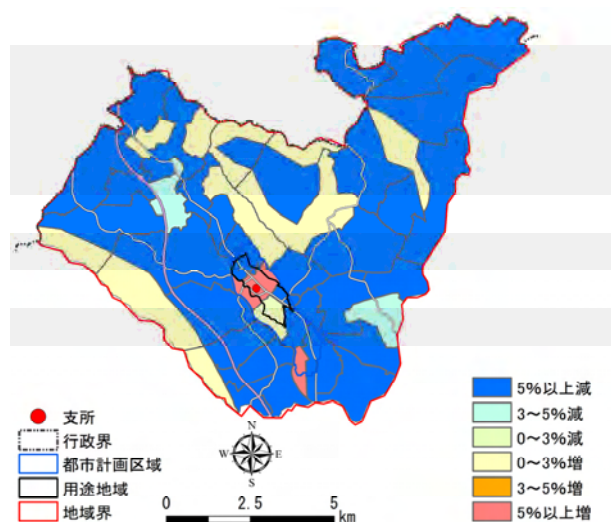 支所
行政界
都市計画区域
用途地域
地域界
N
W
E
S
0 2.5 5
km
5%以上減
3～5%減
0～3%減
0～3%増
3～5%増
5%以上増